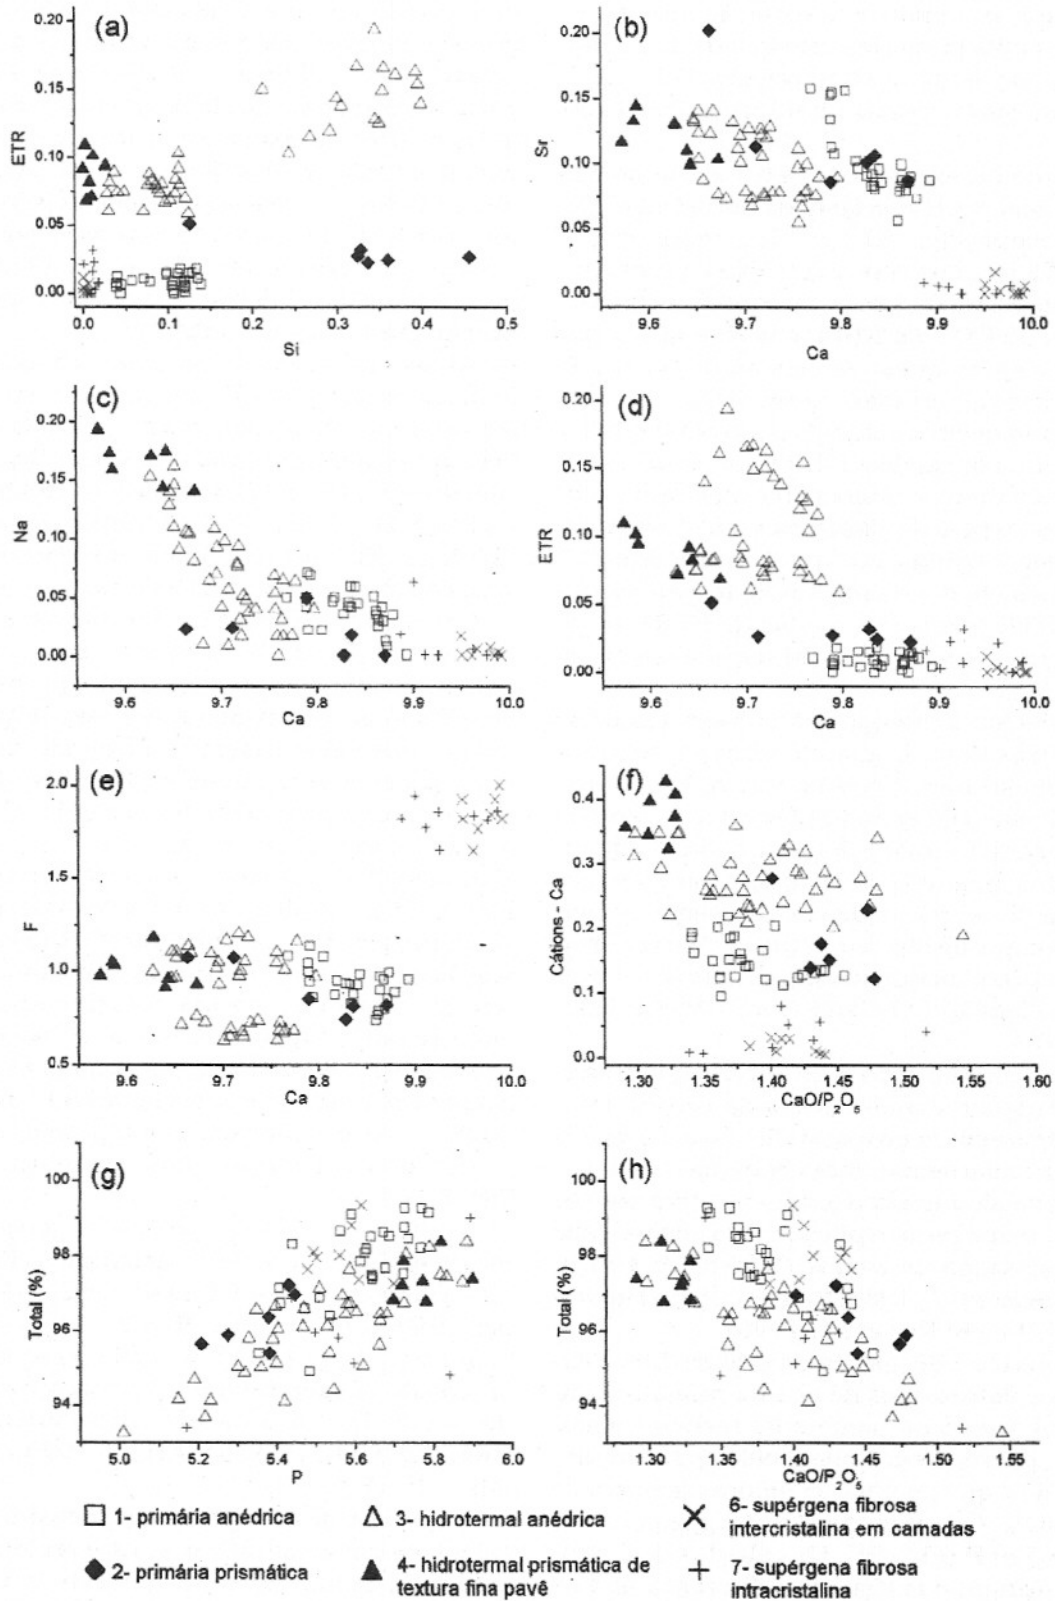 (a)
ETR
0.20
0.15
0.10
0.05
0.00
0.0 0.1 0.2 0.3 0.4 0.5
Si
(b)
Sr
0.20
0.15
0.10
0.05
0.00
9.6 9.7 9.8 9.9 10.0
Ca
(c)
Na
0.20
0.15
0.10
0.05
0.00
9.6 9.7 9.8 9.9 10.0
Ca
(d)
ETR
0.20
0.15
0.10
0.05
0.00
9.6 9.7 9.8 9.9 10.0
Ca
(e)
F
2.0
1.5
1.0
0.5
9.6 9.7 9.8 9.9 10.0
Ca
(f)
Cátions - Ca
0.4
0.3
0.2
0.1
0.0
1.30 1.35 1.40 1.45 1.50 1.55 1.60
CaO/P₂O₅
(g)
Total (%)
100
98
96
94
5.0 5.2 5.4 5.6 5.8 6.0
P
(h)
Total (%)
100
98
96
94
1.30 1.35 1.40 1.45 1.50 1.55
CaO/P₂O₅
1- primária anédrica
3- hidrotermal anédrica
6- supérgena fibrosa
intercristalina em camadas
2- primária prismática
4- hidrotermal prismática de
textura fina pavê
7- supérgena fibrosa
intracristalina